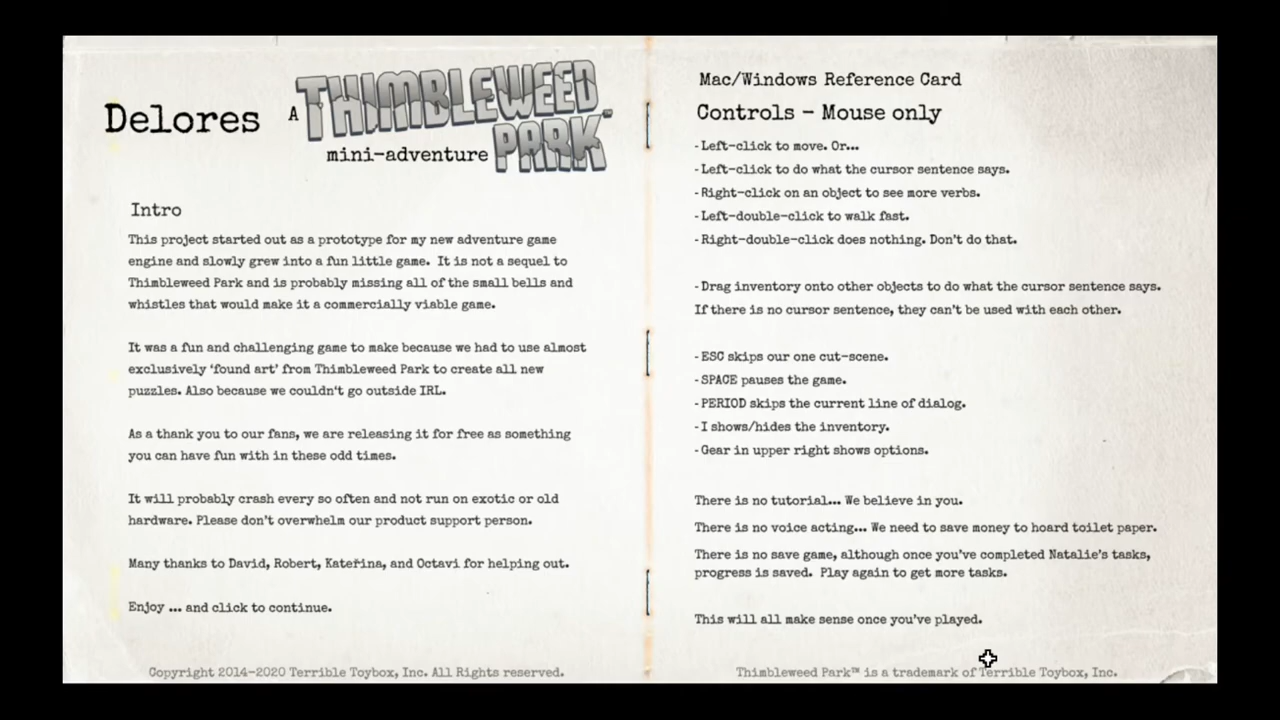 Delores A THIMBLEWEED PARK™
mini-adventure
Intro
This project started out as a prototype for my new adventure game
engine and slowly grew into a fun little game. It is not a sequel to
Thimbleweed Park and is probably missing all of the small bells and
whistles that would make it a commercially viable game.
It was a fun and challenging game to make because we had to use almost
exclusively 'found art' from Thimbleweed Park to create all new
puzzles. Also because we couldn't go outside IRL.
As a thank you to our fans, we are releasing it for free as something
you can have fun with in these odd times.
It will probably crash every so often and not run on exotic or old
hardware. Please don't overwhelm our product support person.
Many thanks to David, Robert, Kateřina, and Octavi for helping out.
Enjoy ... and click to continue.
Copyright 2014-2020 Terrible Toybox, Inc. All Rights reserved.
Mac/Windows Reference Card
Controls - Mouse only
- Left-click to move. Or...
- Left-click to do what the cursor sentence says.
- Right-click on an object to see more verbs.
- Left-double-click to walk fast.
- Right-double-click does nothing. Don't do that.
- Drag inventory onto other objects to do what the cursor sentence says.
If there is no cursor sentence, they can't be used with each other.
- ESC skips our one cut-scene.
- SPACE pauses the game.
- PERIOD skips the current line of dialog.
- I shows/hides the inventory.
- Gear in upper right shows options.
There is no tutorial... We believe in you.
There is no voice acting... We need to save money to hoard toilet paper.
There is no save game, although once you've completed Natalie's tasks,
progress is saved. Play again to get more tasks.
This will all make sense once you've played.
Thimbleweed Park™ is a trademark of Terrible Toybox, Inc.